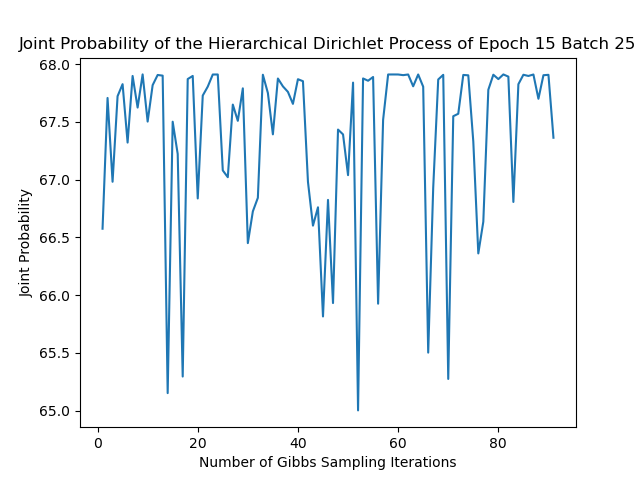 Joint Probability of the Hierarchical Dirichlet Process of Epoch 15 Batch 25
68.0
67.5
67.0
66.5
66.0
65.5
65.0
Joint Probability
0 20 40 60 80
Number of Gibbs Sampling Iterations